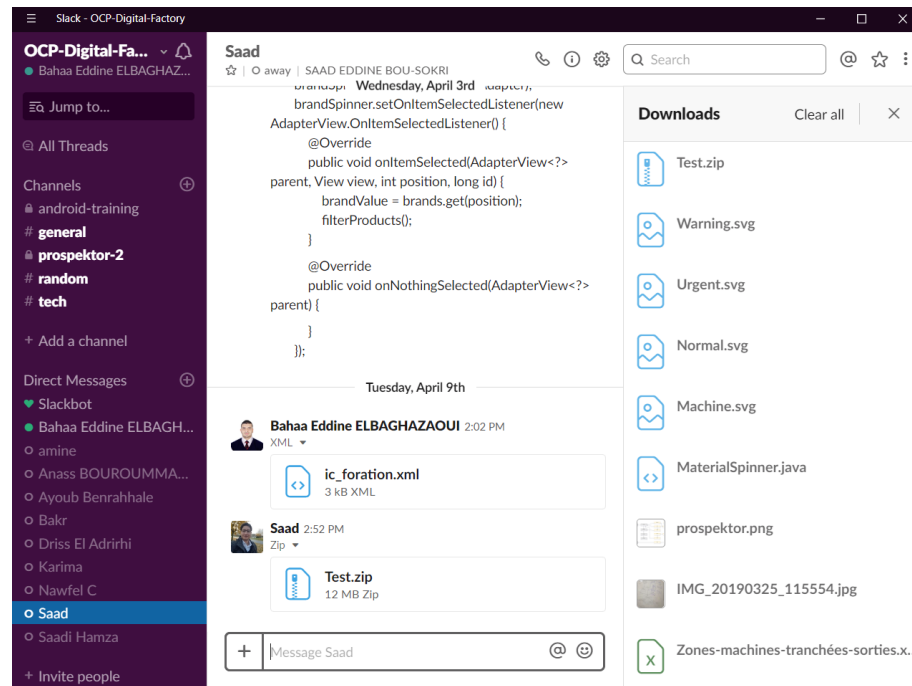 Slack - OCP-Digital-Factory
OCP-Digital-Fa...
Bahaa Eddine ELBAGHAZ...
Jump to...
All Threads
Channels
android-training
# general
prospektor-2
# random
# tech
+ Add a channel
Direct Messages
Slackbot
Bahaa Eddine ELBAGH...
amine
Anass BOUROUMMA...
Ayoub Benrahhale
Bakr
Driss El Adrirhi
Karima
Nawfel C
Saad
Saadi Hamza
+ Invite people
Saad
away | SAAD EDDINE BOU-SOKRI
Search
Wednesday, April 3rd
brandSpinner.setOnItemSelectedListener(new
AdapterView.OnItemSelectedListener() {
@Override
public void onItemSelected(AdapterView<?>
parent, View view, int position, long id) {
brandValue = brands.get(position);
filterProducts();
}
@Override
public void onNothingSelected(AdapterView<?>
parent) {
}
});
Tuesday, April 9th
Bahaa Eddine ELBAGHAZAOUI 2:02 PM
XML
ic_foration.xml
3 kB XML
Saad 2:52 PM
Zip
Test.zip
12 MB Zip
Message Saad
Downloads
Clear all
Test.zip
Warning.svg
Urgent.svg
Normal.svg
Machine.svg
MaterialSpinner.java
prospektor.png
IMG_20190325_115554.jpg
Zones-machines-tranchées-sorties.x...